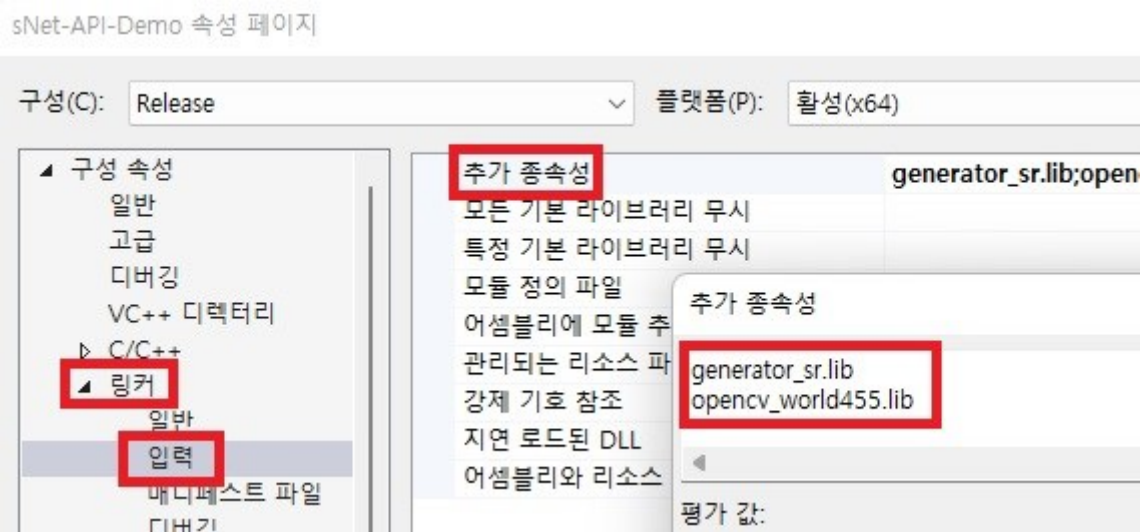 sNet-API-Demo 속성 페이지
구성(C): Release 플랫폼(P): 활성(x64)
구성 속성
일반
고급
디버깅
VC++ 디렉터리
C/C++
링커
일반
입력
매니페스트 파일
디버깅
추가 종속성 generator_sr.lib;open
모든 기본 라이브러리 무시
특정 기본 라이브러리 무시
모듈 정의 파일
어셈블리에 모듈 추
관리되는 리소스 파
강제 기호 참조
지연 로드된 DLL
어셈블리와 리소스
추가 종속성
generator_sr.lib
opencv_world455.lib
평가 값: